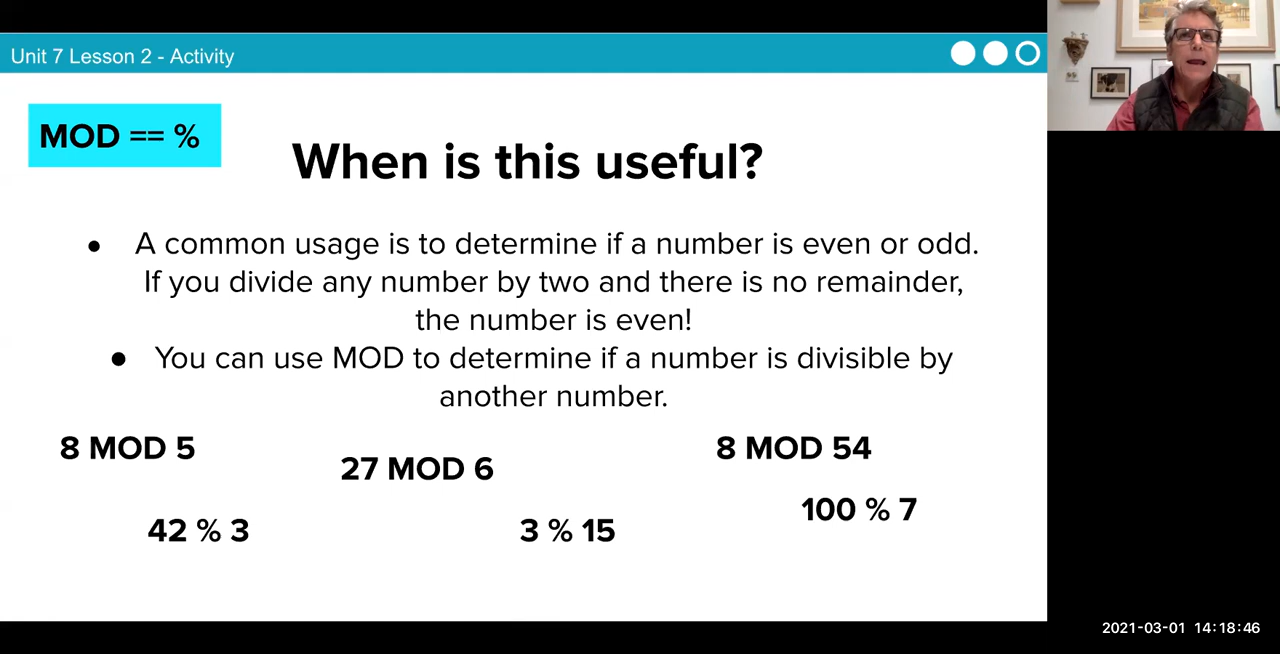 Unit 7 Lesson 2 - Activity
MOD == %
When is this useful?
● A common usage is to determine if a number is even or odd.
If you divide any number by two and there is no remainder,
the number is even!
● You can use MOD to determine if a number is divisible by
another number.
8 MOD 5
27 MOD 6
8 MOD 54
42 % 3
3 % 15
100 % 7
2021-03-01 14:18:46